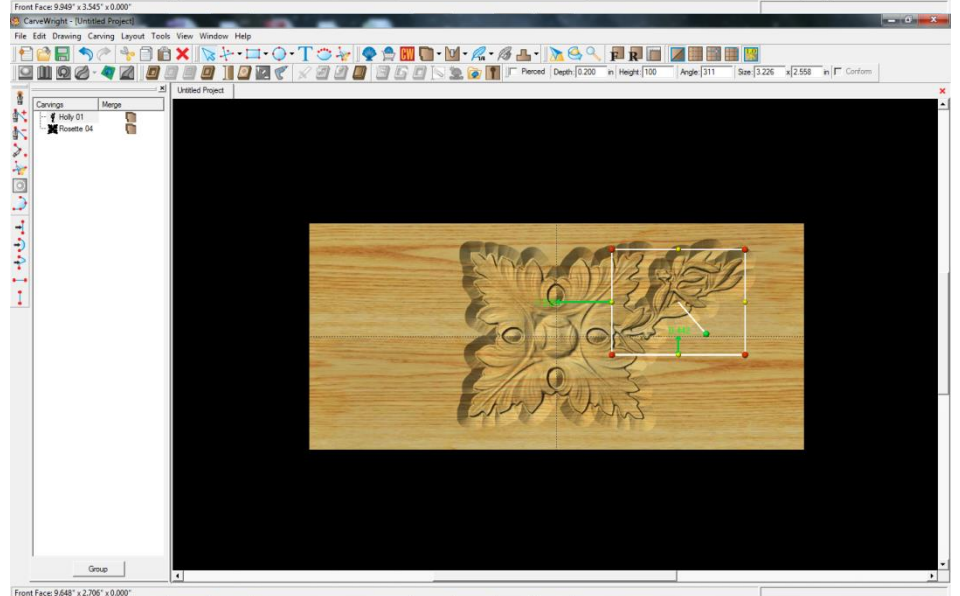 Front Face: 9.949" x 3.545" x 0.000"
CarveWright - [Untitled Project]
File Edit Drawing Carving Layout Tools View Window Help
T CW F R
Pierced Depth: 0.200 in Height: 100 Angle: 311 Size: 3.226 x 2.558 in Conform
Untitled Project
Carvings Merge
Holly 01
Rosette 04
Group
Front Face: 9.648" x 2.706" x 0.000"